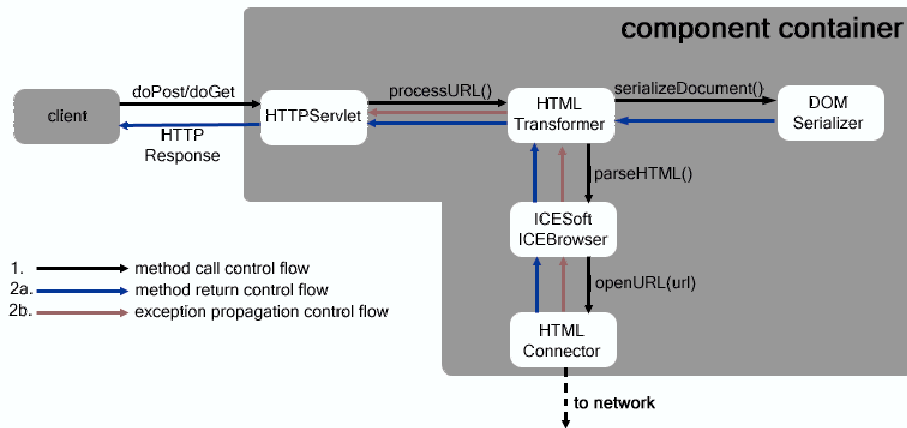 component container
doPost/doGet
processURL()
serializeDocument()
client
HTTPServlet
HTML
Transformer
DOM
Serializer
HTTP
Response
parseHTML()
ICESoft
ICEBrowser
1. method call control flow
2a. method return control flow
2b. exception propagation control flow
openURL(url)
HTML
Connector
to network